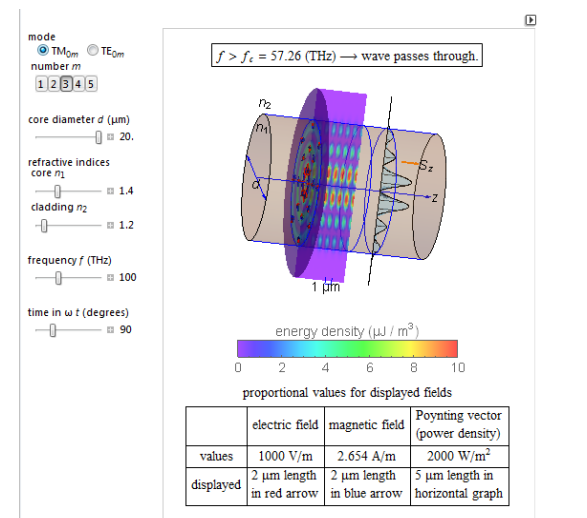 mode
TM0m TE0m
number m
1 2 3 4 5
core diameter d (μm)
20.
refractive indices
core n1
1.4
cladding n2
1.2
frequency f (THz)
100
time in ω t (degrees)
90
f > fc = 57.26 (THz) ⟶ wave passes through.
n2
n1
d
Sz
z
1 μm
energy density (μJ / m³)
0 2 4 6 8 10
proportional values for displayed fields
electric field magnetic field Poynting vector
(power density)
values 1000 V/m 2.654 A/m 2000 W/m²
displayed 2 μm length 2 μm length 5 μm length in
in red arrow in blue arrow horizontal graph